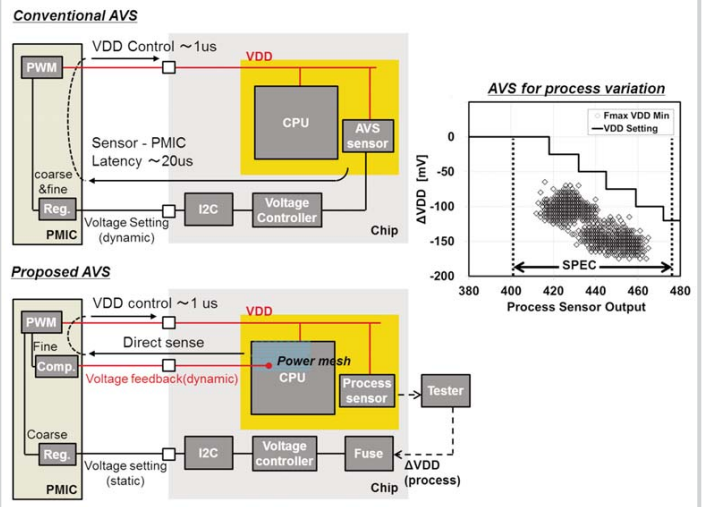 Conventional AVS
VDD Control ~1us
PWM
VDD
CPU
AVS
sensor
Sensor - PMIC
Latency ~20us
coarse
&fine
Reg.
Voltage Setting
(dynamic)
I2C
Voltage
Controller
Chip
PMIC
AVS for process variation
Fmax VDD Min
VDD Setting
ΔVDD [mV]
0
-50
-100
-150
-200
SPEC
380
400
420
440
460
480
Process Sensor Output
Proposed AVS
VDD control ~1 us
PWM
VDD
Direct sense
Fine
Comp.
Voltage feedback(dynamic)
Power mesh
CPU
Process
sensor
Tester
Coarse
Reg.
Voltage setting
(static)
I2C
Voltage
controller
Fuse
ΔVDD
(process)
Chip
PMIC